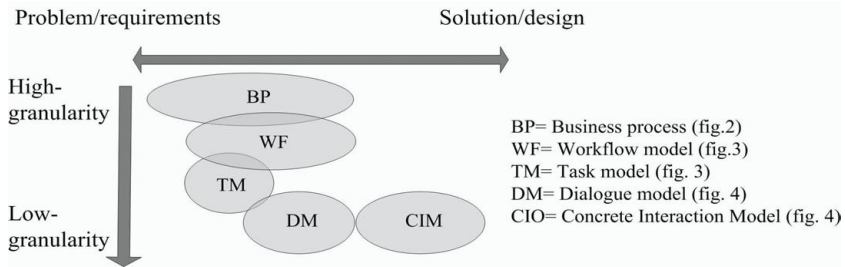 Problem/requirements Solution/design
High-
granularity
BP
WF
TM
DM CIM
Low-
granularity
BP= Business process (fig.2)
WF= Workflow model (fig.3)
TM= Task model (fig. 3)
DM= Dialogue model (fig. 4)
CIO= Concrete Interaction Model (fig. 4)